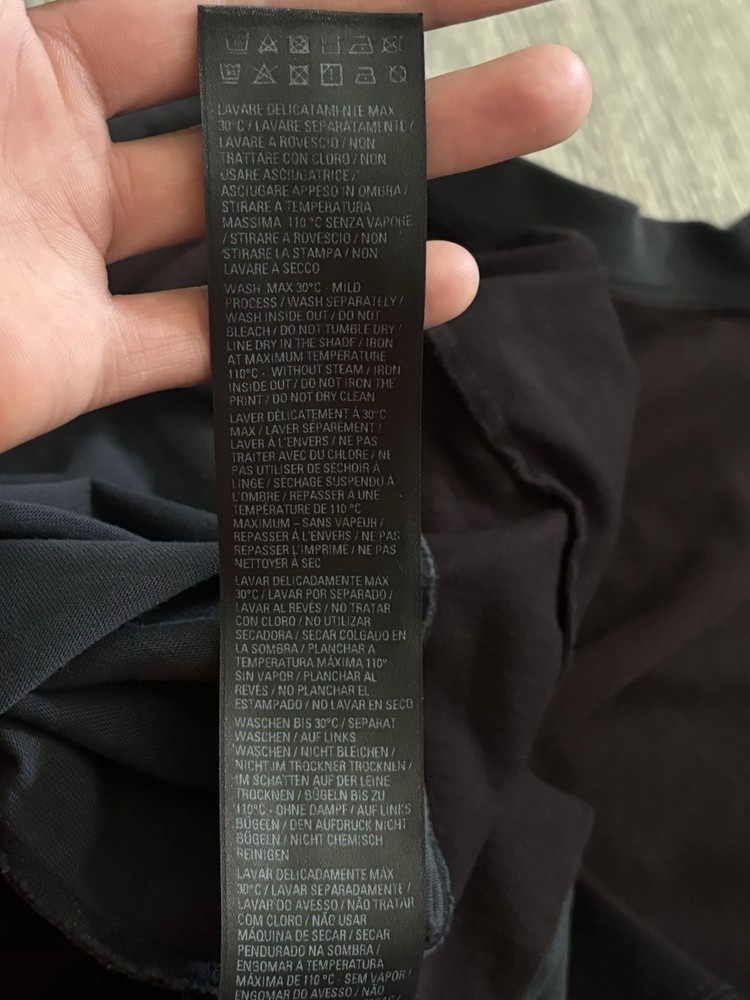 LAVARE DELICATAMENTE MAX
30°C / LAVARE SEPARATAMENTE /
LAVARE A ROVESCIO / NON
TRATTARE CON CLORO / NON
USARE ASCIUGATRICE /
ASCIUGARE APPESO IN OMBRA /
STIRARE A TEMPERATURA
MASSIMA 110 °C SENZA VAPORE
/ STIRARE A ROVESCIO / NON
STIRARE LA STAMPA / NON
LAVARE A SECCO
WASH MAX 30°C - MILD
PROCESS / WASH SEPARATELY /
WASH INSIDE OUT / DO NOT
BLEACH / DO NOT TUMBLE DRY /
LINE DRY IN THE SHADE / IRON
AT MAXIMUM TEMPERATURE
110°C - WITHOUT STEAM / IRON
INSIDE OUT / DO NOT IRON THE
PRINT / DO NOT DRY CLEAN
LAVER DÉLICATEMENT À 30°C
MAX / LAVER SÉPARÉMENT /
LAVER À L'ENVERS / NE PAS
TRAITER AVEC DU CHLORE / NE
PAS UTILISER DE SÉCHOIR À
LINGE / SÉCHAGE SUSPENDU À
L'OMBRE / REPASSER À UNE
TEMPÉRATURE DE 110 °C
MAXIMUM – SANS VAPEUR /
REPASSER À L'ENVERS / NE PAS
REPASSER L'IMPRIMÉ / NE PAS
NETTOYER À SEC
LAVAR DELICADAMENTE MÁX
30°C / LAVAR POR SEPARADO /
LAVAR AL REVÉS / NO TRATAR
CON CLORO / NO UTILIZAR
SECADORA / SECAR COLGADO EN
LA SOMBRA / PLANCHAR A
TEMPERATURA MÁXIMA 110°
SIN VAPOR / PLANCHAR AL
REVÉS / NO PLANCHAR EL
ESTAMPADO / NO LAVAR EN SECO
WASCHEN BIS 30°C / SEPARAT
WASCHEN / AUF LINKS
WASCHEN / NICHT BLEICHEN /
NICHT IM TROCKNER TROCKNEN /
IM SCHATTEN AUF DER LEINE
TROCKNEN / BÜGELN BIS ZU
110°C - OHNE DAMPF / AUF LINKS
BÜGELN / DEN AUFDRUCK NICHT
BÜGELN / NICHT CHEMISCH
REINIGEN
LAVAR DELICADAMENTE MÁX
30°C / LAVAR SEPARADAMENTE /
LAVAR DO AVESSO / NÃO TRATAR
COM CLORO / NÃO USAR
MÁQUINA DE SECAR / SECAR
PENDURADO NA SOMBRA /
ENGOMAR À TEMPERATURA
MÁXIMA DE 110 °C - SEM VAPOR /
ENGOMAR DO AVESSO / NÃO